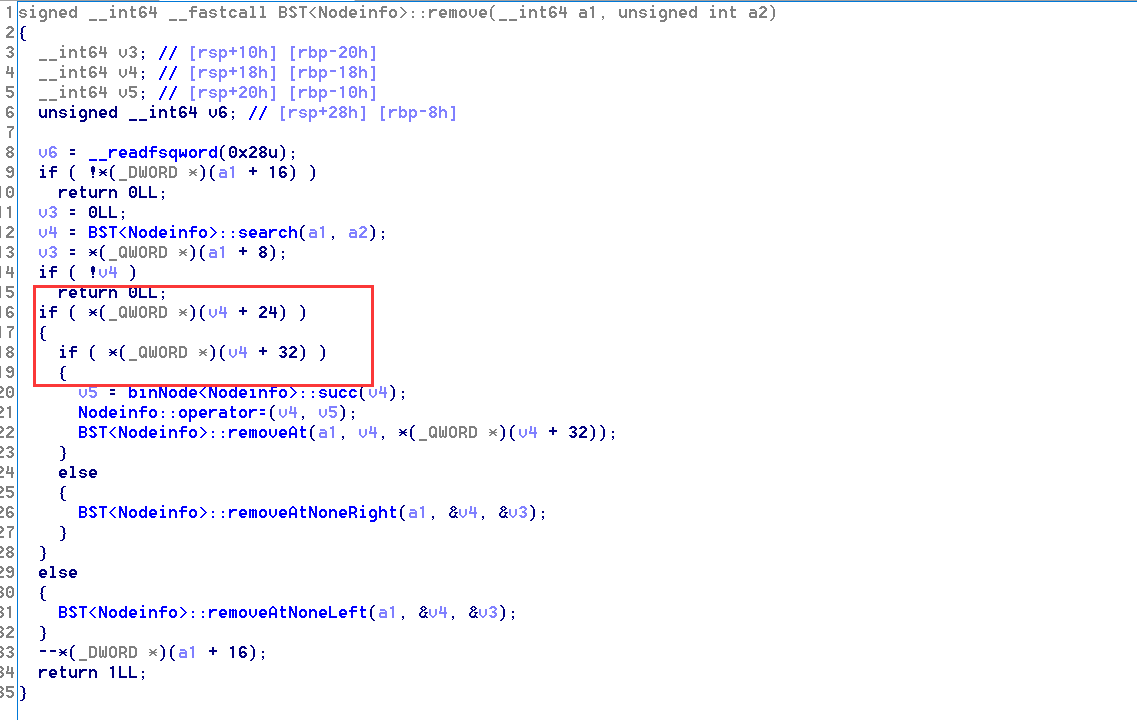 1 signed __int64 __fastcall BST<Nodeinfo>::remove(__int64 a1, unsigned int a2)
2 {
3   __int64 v3; // [rsp+10h] [rbp-20h]
4   __int64 v4; // [rsp+18h] [rbp-18h]
5   __int64 v5; // [rsp+20h] [rbp-10h]
6   unsigned __int64 v6; // [rsp+28h] [rbp-8h]
7
8   v6 = __readfsqword(0x28u);
9   if ( !*(_DWORD *)(a1 + 16) )
10     return 0LL;
11   v3 = 0LL;
12   v4 = BST<Nodeinfo>::search(a1, a2);
13   v3 = *(_QWORD *)(a1 + 8);
14   if ( !v4 )
15     return 0LL;
16   if ( *(_QWORD *)(v4 + 24) )
17   {
18     if ( *(_QWORD *)(v4 + 32) )
19     {
20       v5 = binNode<Nodeinfo>::succ(v4);
21       Nodeinfo::operator=(v4, v5);
22       BST<Nodeinfo>::removeAt(a1, v4, *(_QWORD *)(v4 + 32));
23     }
24     else
25     {
26       BST<Nodeinfo>::removeAtNoneRight(a1, &v4, &v3);
27     }
28   }
29   else
30   {
31     BST<Nodeinfo>::removeAtNoneLeft(a1, &v4, &v3);
32   }
33   --*(_DWORD *)(a1 + 16);
34   return 1LL;
35 }